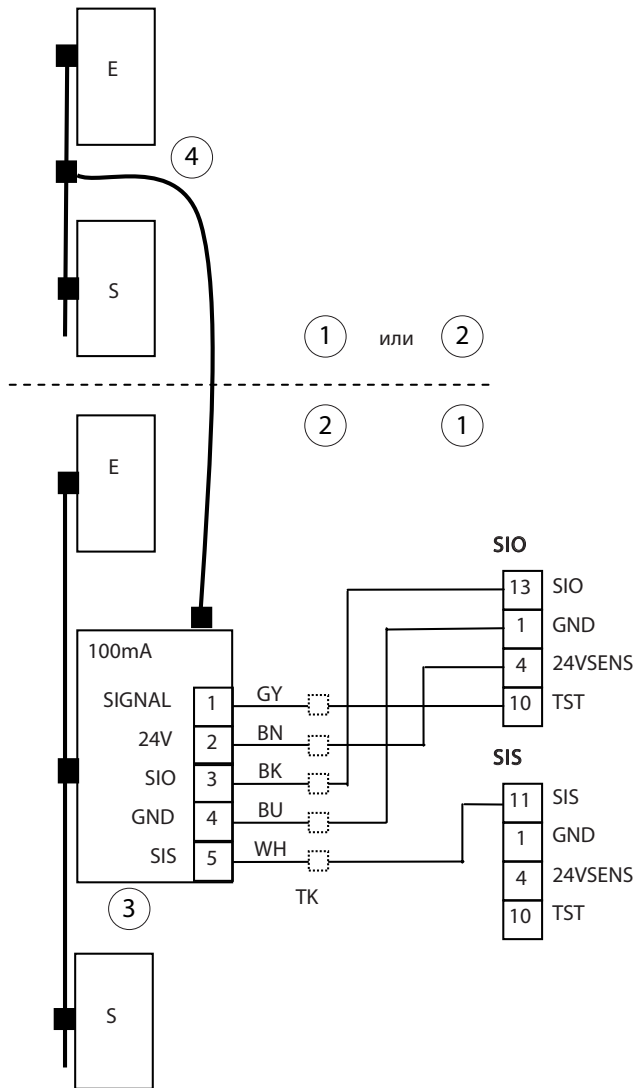 E
4
S
1 или 2
2 1
E
SIO
13 SIO
1 GND
4 24VSENS
10 TST
100mA
SIGNAL 1 GY
24V 2 BN
SIO 3 BK
GND 4 BU
SIS 5 WH
TK
SIS
11 SIS
1 GND
4 24VSENS
10 TST
3
S